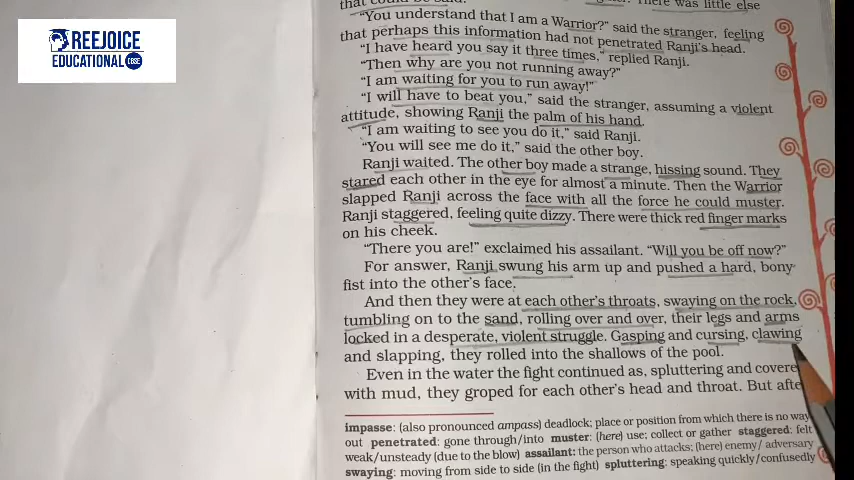 REEJOICE
EDUCATIONAL CBSE
that could be said. There was little else
"You understand that I am a Warrior?" said the stranger, feeling
that perhaps this information had not penetrated Ranji's head.
"I have heard you say it three times," replied Ranji.
"Then why are you not running away?"
"I am waiting for you to run away!"
"I will have to beat you," said the stranger, assuming a violent
attitude, showing Ranji the palm of his hand.
"I am waiting to see you do it," said Ranji.
"You will see me do it," said the other boy.
Ranji waited. The other boy made a strange, hissing sound. They
stared each other in the eye for almost a minute. Then the Warrior
slapped Ranji across the face with all the force he could muster.
Ranji staggered, feeling quite dizzy. There were thick red finger marks
on his cheek.
"There you are!" exclaimed his assailant. "Will you be off now?"
For answer, Ranji swung his arm up and pushed a hard, bony
fist into the other's face.
And then they were at each other's throats, swaying on the rock,
tumbling on to the sand, rolling over and over, their legs and arms
locked in a desperate, violent struggle. Gasping and cursing, clawing
and slapping, they rolled into the shallows of the pool.
Even in the water the fight continued as, spluttering and covere
with mud, they groped for each other's head and throat. But afte
impasse: (also pronounced ampass) deadlock; place or position from which there is no way
out penetrated: gone through/into muster: (here) use; collect or gather staggered: felt
weak/unsteady (due to the blow) assailant: the person who attacks; (here) enemy/adversary
swaying: moving from side to side (in the fight) spluttering: speaking quickly/confusedly